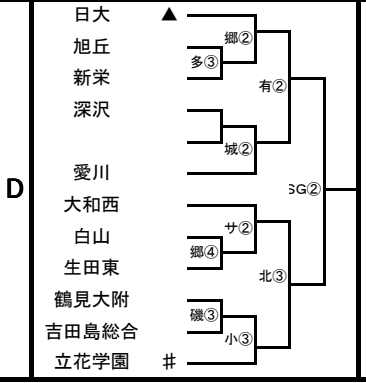 日大 ▲
郷②
旭丘
多③
新栄
有②
深沢
城②
愛川
D
SG②
大和西
サ②
白山
郷④
生田東
北③
鶴見大附
磯③
吉田島総合
小③
立花学園 #